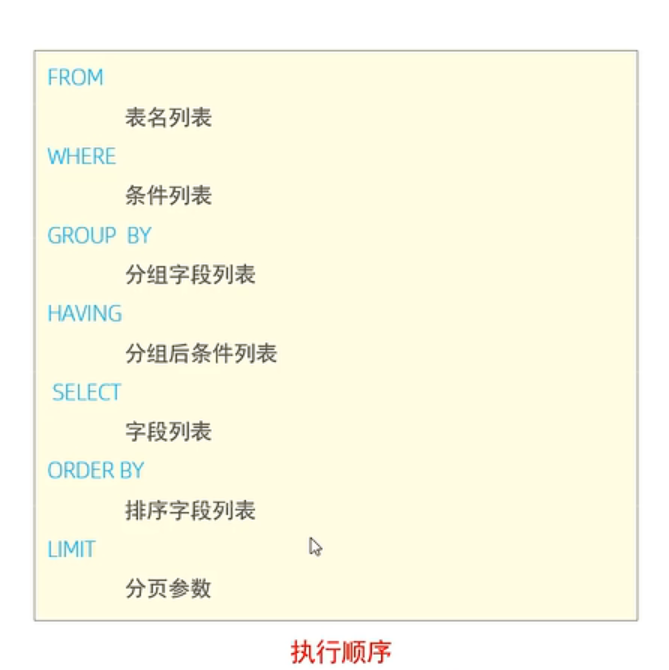 FROM
表名列表
WHERE
条件列表
GROUP BY
分组字段列表
HAVING
分组后条件列表
SELECT
字段列表
ORDER BY
排序字段列表
LIMIT
分页参数
执行顺序